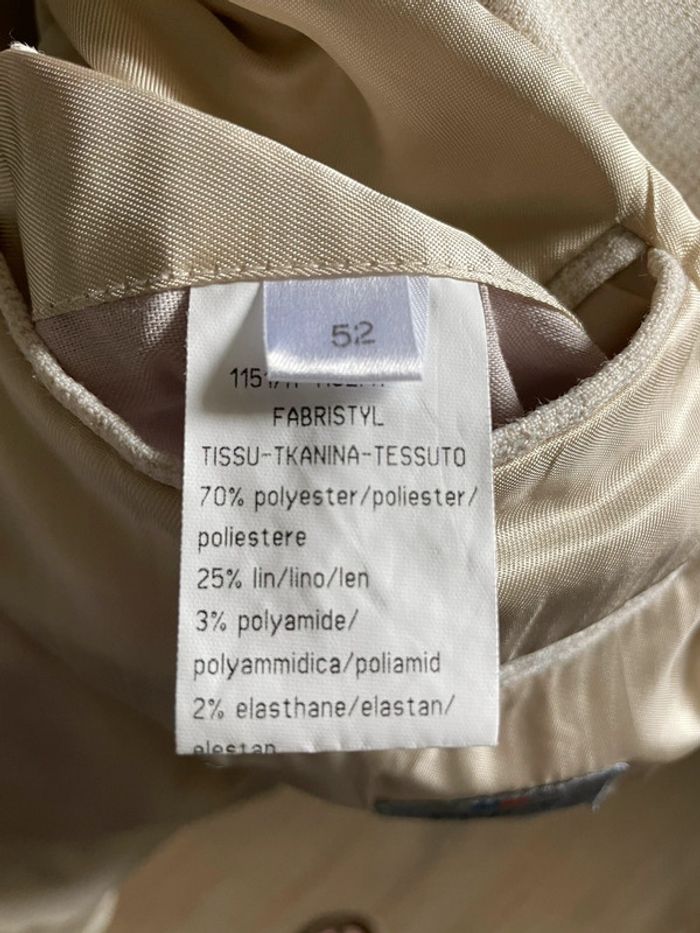 52
FABRISTYL
TISSU-TKANINA-TESSUTO
70% polyester/poliester/
poliestere
25% lin/lino/len
3% polyamide/
polyammidica/poliamid
2% elasthane/elastan/
elestan